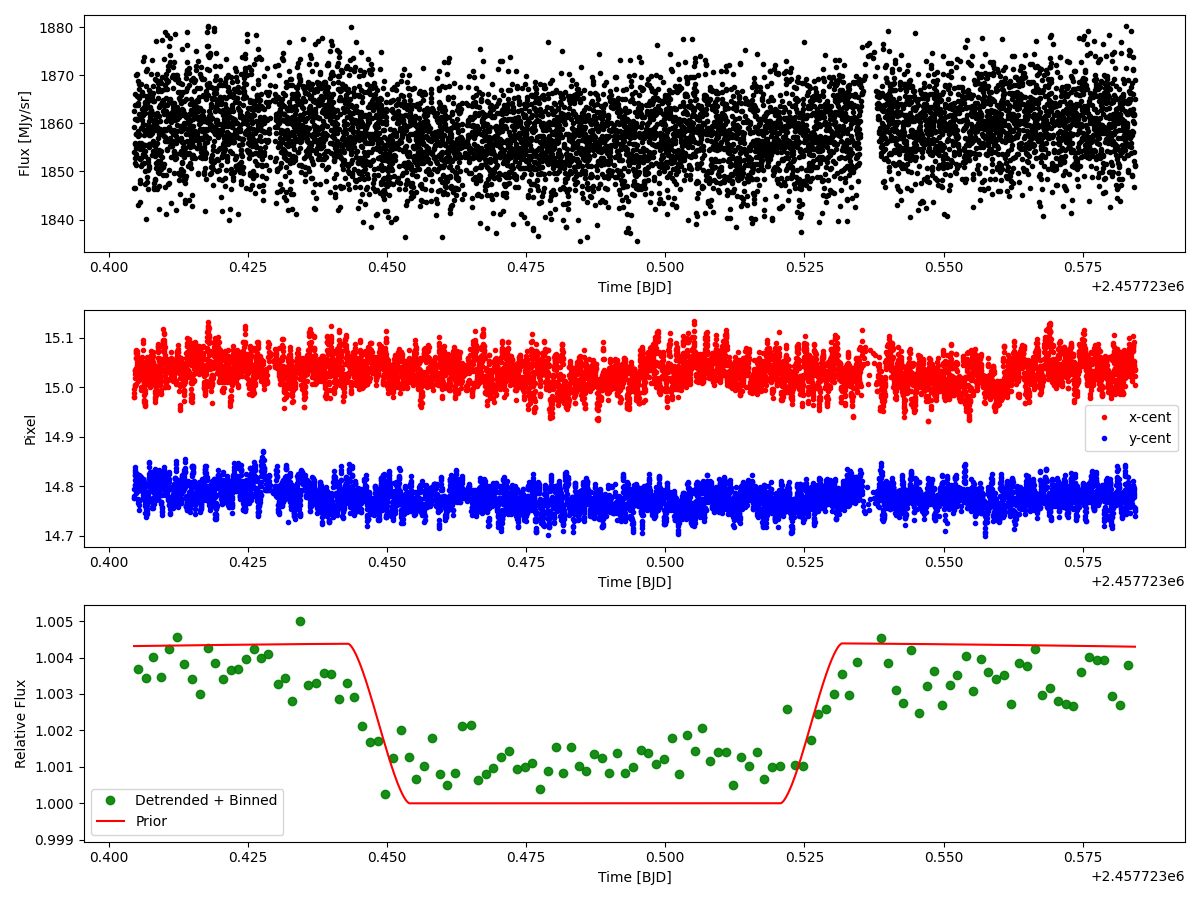 1880
1870
1860
1850
1840
Flux [MJy/sr]
0.400 0.425 0.450 0.475 0.500 0.525 0.550 0.575
Time [BJD]
+2.457723e6
15.1
15.0
14.9
14.8
14.7
Pixel
x-cent
y-cent
0.400 0.425 0.450 0.475 0.500 0.525 0.550 0.575
Time [BJD]
+2.457723e6
1.005
1.004
1.003
1.002
1.001
1.000
0.999
Relative Flux
Detrended + Binned
Prior
0.400 0.425 0.450 0.475 0.500 0.525 0.550 0.575
Time [BJD]
+2.457723e6